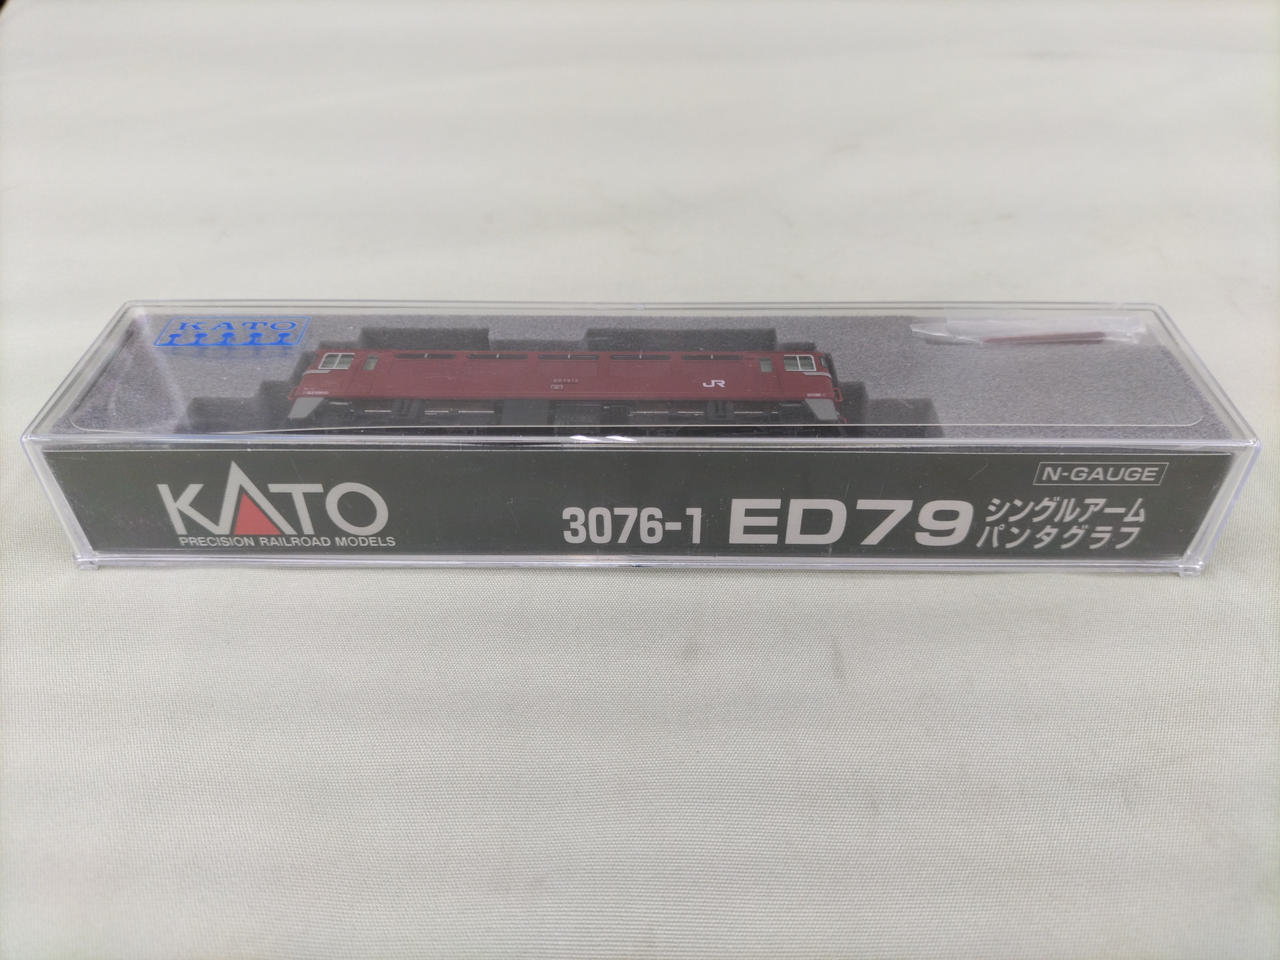 KATO
JR
N-GAUGE
KATO
PRECISION RAILROAD MODELS
3076-1 ED79 シングルアーム
パンタグラフ